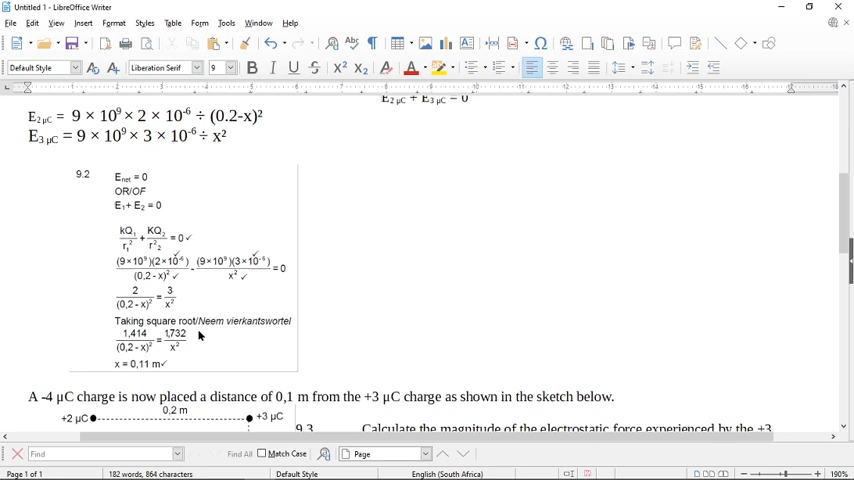 Untitled 1 - LibreOffice Writer
File Edit View Insert Format Styles Table Form Tools Window Help
Default Style Liberation Serif 9
E2 μC + E3 μC = 0
E2 μC = 9 × 10⁹ × 2 × 10⁻⁶ ÷ (0.2-x)²
E3 μC = 9 × 10⁹ × 3 × 10⁻⁶ ÷ x²
9.2 Enet = 0
OR/OF
E1 + E2 = 0
kQ1/r1² + KQ2/r2² = 0 ✓
(9×10⁹)(2×10⁻⁶)/(0,2 - x)² ✓ - (9×10⁹)(3×10⁻⁶)/x² ✓ = 0
2/(0,2 - x)² = 3/x²
Taking square root/Neem vierkantswortel
1,414/(0,2 - x)² = 1,732/x²
x = 0,11 m✓
A -4 μC charge is now placed a distance of 0,1 m from the +3 μC charge as shown in the sketch below.
0,2 m
+2 μC +3 μC
9.3 Calculate the magnitude of the electrostatic force experienced by the +3
Find Find All Match Case Page
Page 1 of 1 182 words, 864 characters Default Style English (South Africa) 190%